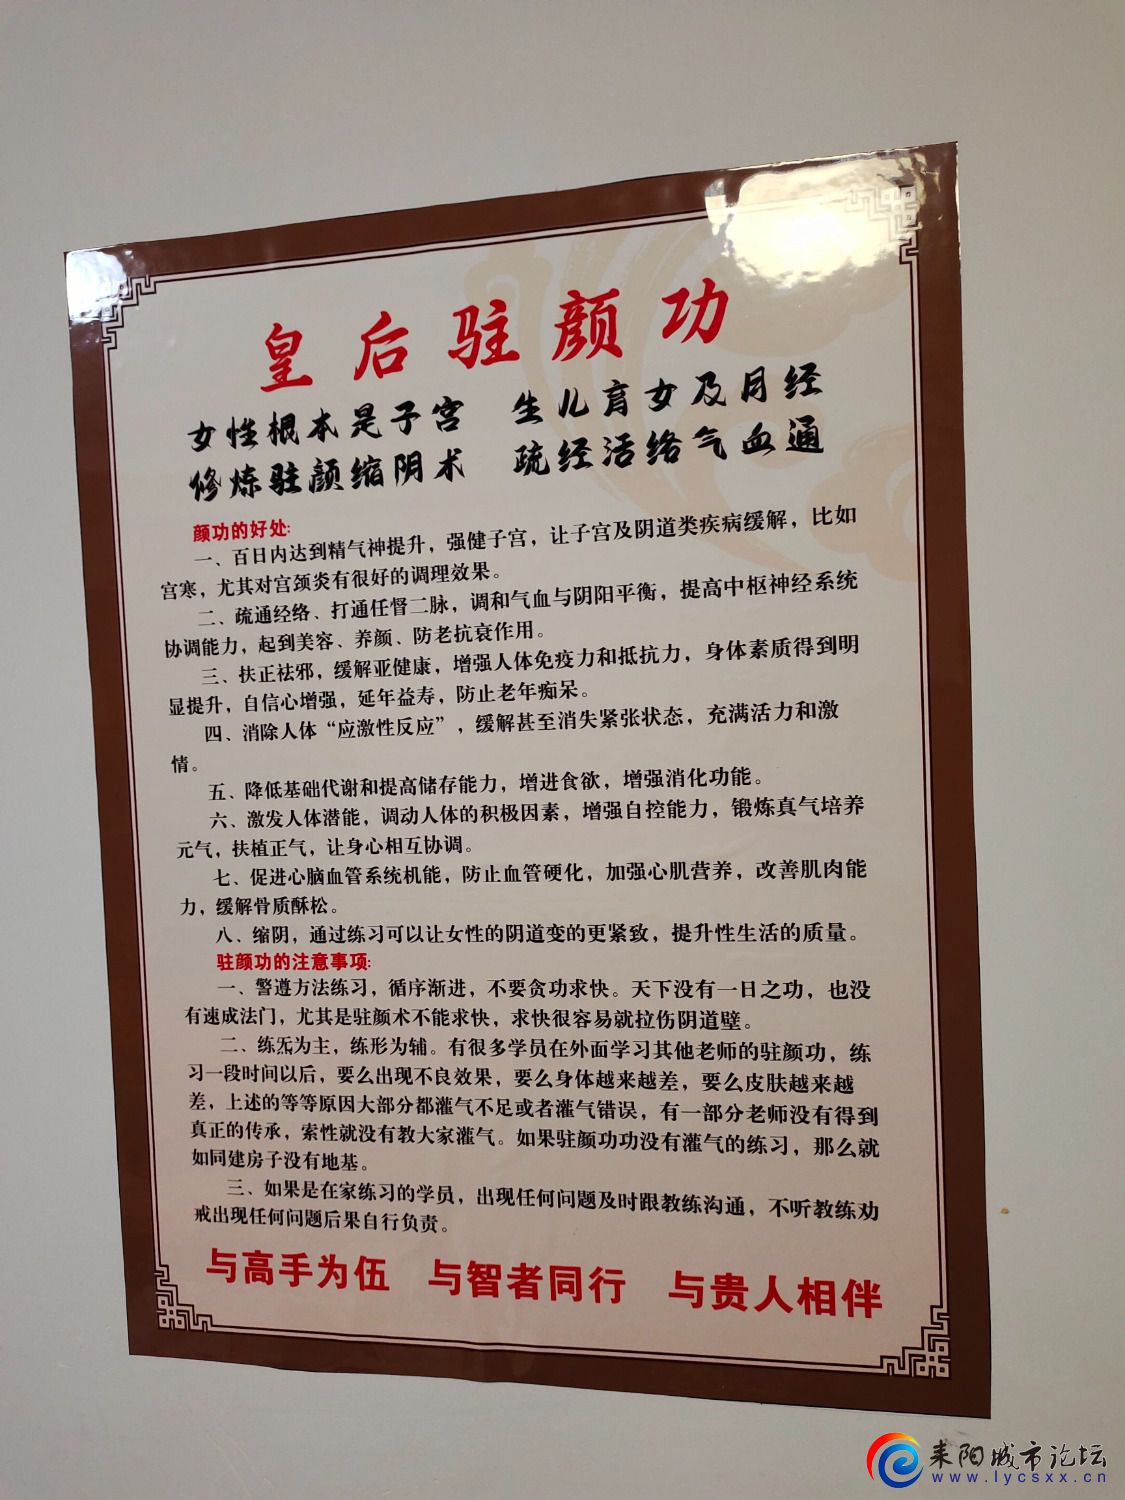 皇后驻颜功
女性根本是子宫 生儿育女及月经
修炼驻颜缩阴术 疏经活络气血通
颜功的好处:
一、百日内达到精气神提升，强健子宫，让子宫及阴道类疾病缓解，比如
宫寒，尤其对宫颈炎有很好的调理效果。
二、疏通经络、打通任督二脉，调和气血与阴阳平衡，提高中枢神经系统
协调能力，起到美容、养颜、防老抗衰作用。
三、扶正祛邪，缓解亚健康，增强人体免疫力和抵抗力，身体素质得到明
显提升，自信心增强，延年益寿，防止老年痴呆。
四、消除人体“应激性反应”，缓解甚至消失紧张状态，充满活力和激
情。
五、降低基础代谢和提高储存能力，增进食欲，增强消化功能。
六、激发人体潜能，调动人体的积极因素，增强自控能力，锻炼真气培养
元气，扶植正气，让身心相互协调。
七、促进心脑血管系统机能，防止血管硬化，加强心肌营养，改善肌肉能
力，缓解骨质酥松。
八、缩阴，通过练习可以让女性的阴道变的更紧致，提升性生活的质量。
驻颜功的注意事项:
一、警遵方法练习，循序渐进，不要贪功求快。天下没有一日之功，也没
有速成法门，尤其是驻颜术不能求快，求快很容易就拉伤阴道壁。
二、练炁为主，练形为辅。有很多学员在外面学习其他老师的驻颜功，练
习一段时间以后，要么出现不良效果，要么身体越来越差，要么皮肤越来越
差，上述的等等原因大部分都灌气不足或者灌气错误，有一部分老师没有得到
真正的传承，索性就没有教大家灌气。如果驻颜功功没有灌气的练习，那么就
如同建房子没有地基。
三、如果是在家练习的学员，出现任何问题及时跟教练沟通，不听教练劝
戒出现任何问题后果自行负责。
与高手为伍 与智者同行 与贵人相伴
耒阳城市论坛
www.lycsxx.cn